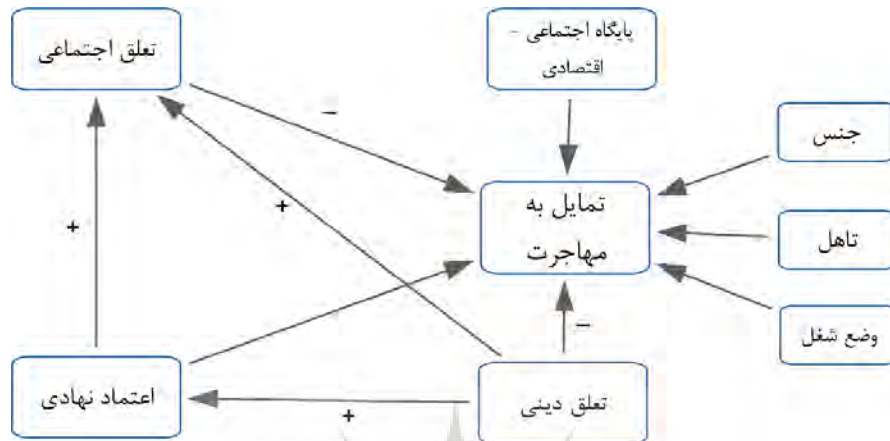 تعلق اجتماعی
پایگاه اجتماعی –
اقتصادی
جنس
–
تمایل به
مهاجرت
+
+
تاهل
وضع شغل
–
اعتماد نهادی
تعلق دینی
+